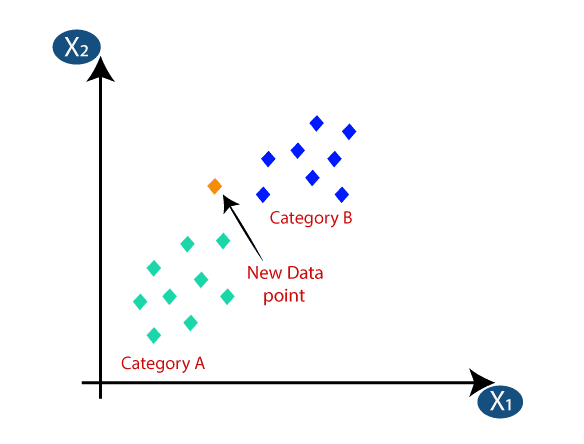 X2
Category B
New Data
point
Category A
X1